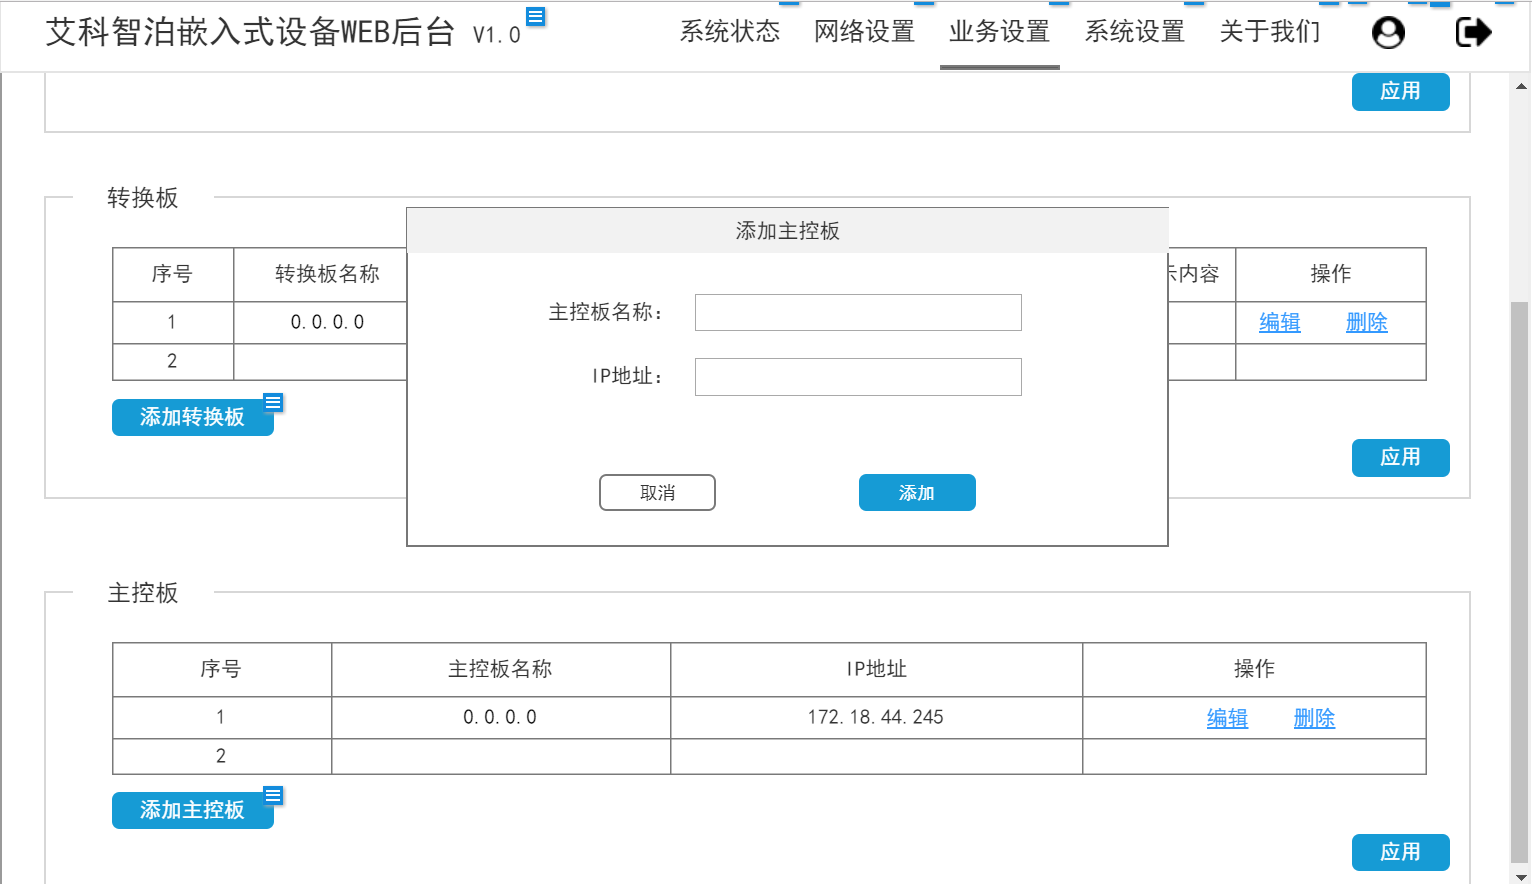 艾科智泊嵌入式设备WEB后台 V1.0 系统状态 网络设置 业务设置 系统设置 关于我们
应用
转换板
添加主控板
序号 转换板名称 示内容 操作
主控板名称：
1 0.0.0.0 编辑 删除
2
IP地址：
添加转换板
应用
取消 添加
主控板
序号 主控板名称 IP地址 操作
1 0.0.0.0 172.18.44.245 编辑 删除
2
添加主控板
应用